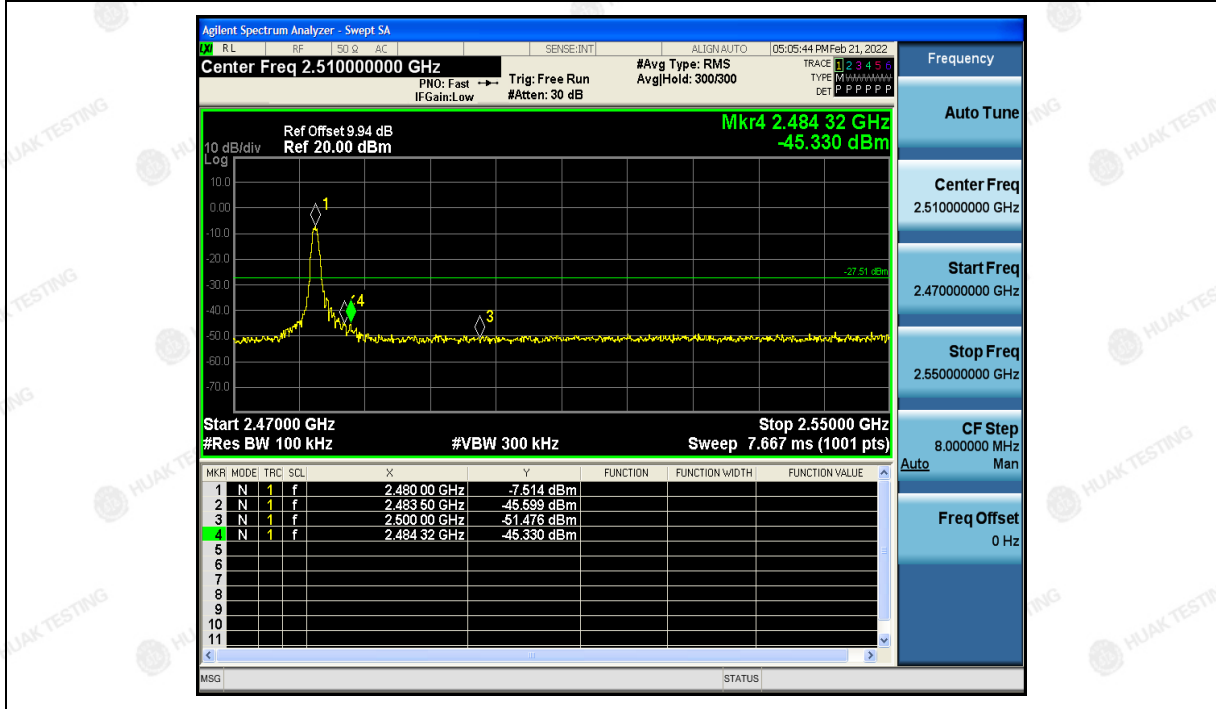 Agilent Spectrum Analyzer - Swept SA
LXI RL RF 50 Ω AC SENSE:INT ALIGN AUTO 05:05:44 PM Feb 21, 2022
Center Freq 2.510000000 GHz
PNO: Fast
IFGain:Low
Trig: Free Run
#Atten: 30 dB
#Avg Type: RMS
Avg|Hold: 300/300
TRACE 1 2 3 4 5 6
TYPE M WWWWW
DET P P P P P P
Frequency
Auto Tune
Center Freq
2.510000000 GHz
Start Freq
2.470000000 GHz
Stop Freq
2.550000000 GHz
CF Step
8.000000 MHz
Auto Man
Freq Offset
0 Hz
Mkr4 2.484 32 GHz
-45.330 dBm
Ref Offset 9.94 dB
10 dB/div Ref 20.00 dBm
Log
10.0
0.00
-10.0
-20.0
-30.0
-40.0
-50.0
-60.0
-70.0
1
4
3
-27.51 dBm
Start 2.47000 GHz Stop 2.55000 GHz
#Res BW 100 kHz #VBW 300 kHz Sweep 7.667 ms (1001 pts)
MKR MODE TRC SCL X Y FUNCTION FUNCTION WIDTH FUNCTION VALUE
1 N 1 f 2.480 00 GHz -7.514 dBm
2 N 1 f 2.483 50 GHz -45.599 dBm
3 N 1 f 2.500 00 GHz -51.476 dBm
4 N 1 f 2.484 32 GHz -45.330 dBm
5
6
7
8
9
10
11
MSG STATUS
HUAK TESTING